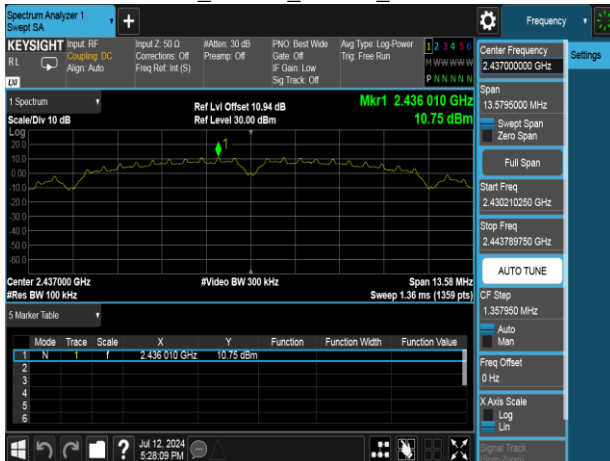 Spectrum Analyzer 1
Swept SA
+
Frequency
KEYSIGHT
RL
LXI
Input: RF
Coupling: DC
Align: Auto
Input Z: 50 Ω
Corrections: Off
Freq Ref: Int (S)
#Atten: 30 dB
Preamp: Off
PNO: Best Wide
Gate: Off
IF Gain: Low
Sig Track: Off
Avg Type: Log-Power
Trig: Free Run
1 2 3 4 5 6
M W W W W W
P N N N N N
1 Spectrum
Scale/Div 10 dB
Ref Lvl Offset 10.94 dB
Ref Level 30.00 dBm
Mkr1 2.436 010 GHz
10.75 dBm
Log
20.0
10.0
0.00
-10.0
-20.0
-30.0
-40.0
-50.0
-60.0
1
Center 2.437000 GHz
#Res BW 100 kHz
#Video BW 300 kHz
Span 13.58 MHz
Sweep 1.36 ms (1359 pts)
5 Marker Table
Mode Trace Scale X Y Function Function Width Function Value
1 N 1 f 2.436 010 GHz 10.75 dBm
2
3
4
5
6
Jul 12, 2024
5:28:09 PM
?
Center Frequency
2.437000000 GHz
Settings
Span
13.5795000 MHz
Swept Span
Zero Span
Full Span
Start Freq
2.430210250 GHz
Stop Freq
2.443789750 GHz
AUTO TUNE
CF Step
1.357950 MHz
Auto
Man
Freq Offset
0 Hz
X Axis Scale
Log
Lin
Signal Track
(Span Zoom)